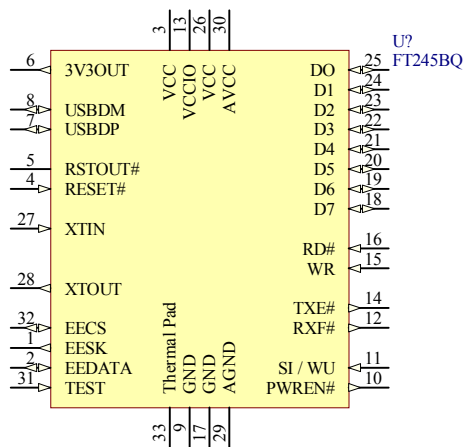 3 13 26 30
VCC VCCIO VCC AVCC
U?
FT245BQ
6 3V3OUT
8 USBDM
7 USBDP
5 RSTOUT#
4 RESET#
27 XTIN
28 XTOUT
32 EECS
1 EESK
2 EEDATA
31 TEST
DO 25
D1 24
D2 23
D3 22
D4 21
D5 20
D6 19
D7 18
RD# 16
WR 15
TXE# 14
RXF# 12
SI / WU 11
PWREN# 10
Thermal Pad GND GND AGND
33 9 17 29